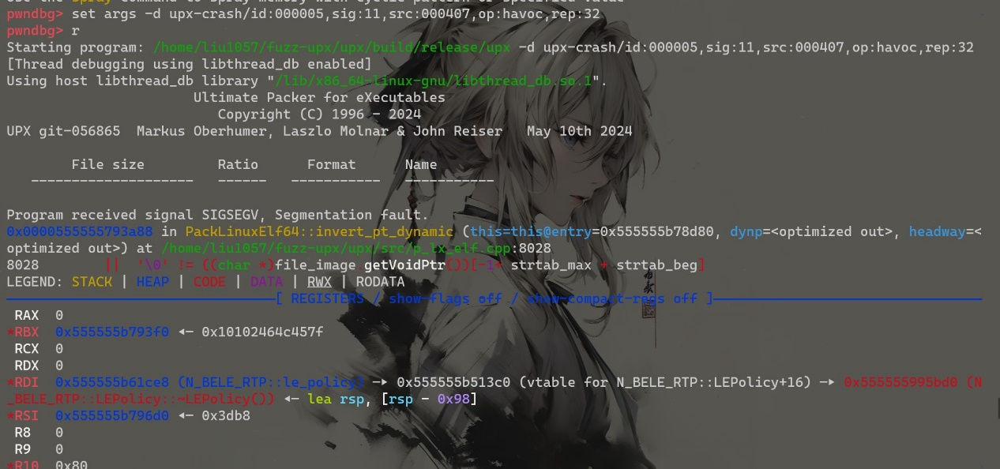 pwndbg> set args -d upx-crash/id:000005,sig:11,src:000407,op:havoc,rep:32
pwndbg> r
Starting program: /home/liu1057/fuzz-upx/upx/build/release/upx -d upx-crash/id:000005,sig:11,src:000407,op:havoc,rep:32
[Thread debugging using libthread_db enabled]
Using host libthread_db library "/lib/x86_64-linux-gnu/libthread_db.so.1".
Ultimate Packer for eXecutables
Copyright (C) 1996 - 2024
UPX git-056865  Markus Oberhumer, Laszlo Molnar & John Reiser   May 10th 2024
File size         Ratio      Format      Name
--------------------   ------   -----------   -----------
Program received signal SIGSEGV, Segmentation fault.
0x0000555555793a88 in PackLinuxElf64::invert_pt_dynamic (this=this@entry=0x555555b78d80, dynp=<optimized out>, headway=<
optimized out>) at /home/liu1057/fuzz-upx/upx/src/p_lx_elf.cpp:8028
8028        ||  '\0' != ((char *)file_image.getVoidPtr())[-1+ strtab_max + strtab_beg]
LEGEND: STACK | HEAP | CODE | DATA | RWX | RODATA
[ REGISTERS / show-flags off / show-compact-regs off ]
RAX  0
*RBX  0x555555b793f0 ◂— 0x10102464c457f
RCX  0
RDX  0
*RDI  0x555555b61ce8 (N_BELE_RTP::le_policy) —▸ 0x555555b513c0 (vtable for N_BELE_RTP::LEPolicy+16) —▸ 0x555555995bd0 (N
_BELE_RTP::LEPolicy::~LEPolicy()) ◂— lea rsp, [rsp - 0x98]
*RSI  0x555555b796d0 ◂— 0x3db8
R8   0
R9   0
*R10  0x80